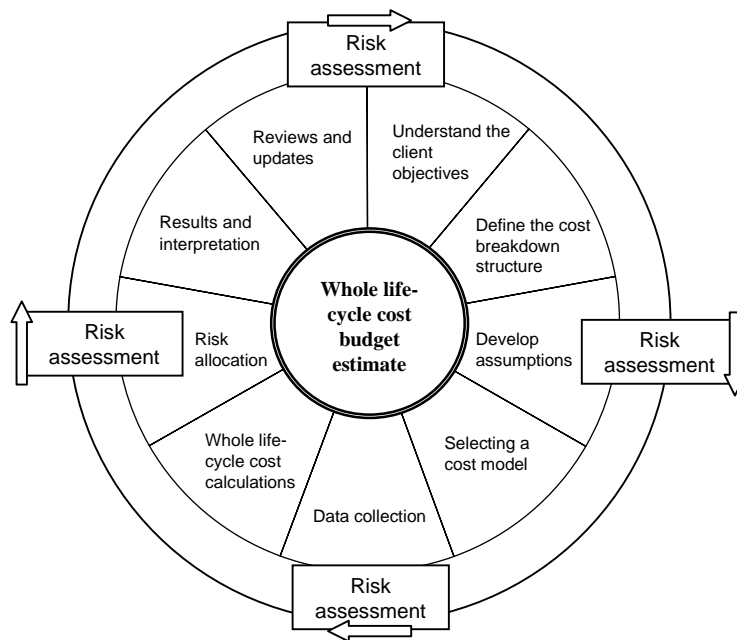 Risk
assessment
Reviews and
updates
Understand the
client
objectives
Results and
interpretation
Define the cost
breakdown
structure
Whole life-
cycle cost
budget
estimate
Risk
assessment
Risk
allocation
Develop
assumptions
Risk
assessment
Whole life-
cycle cost
calculations
Selecting a
cost model
Data collection
Risk
assessment